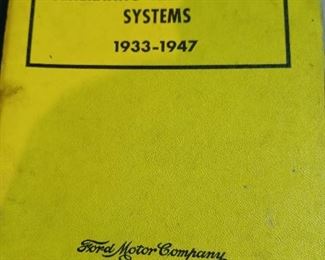 SYSTEMS
1933-1947
Ford Motor Company